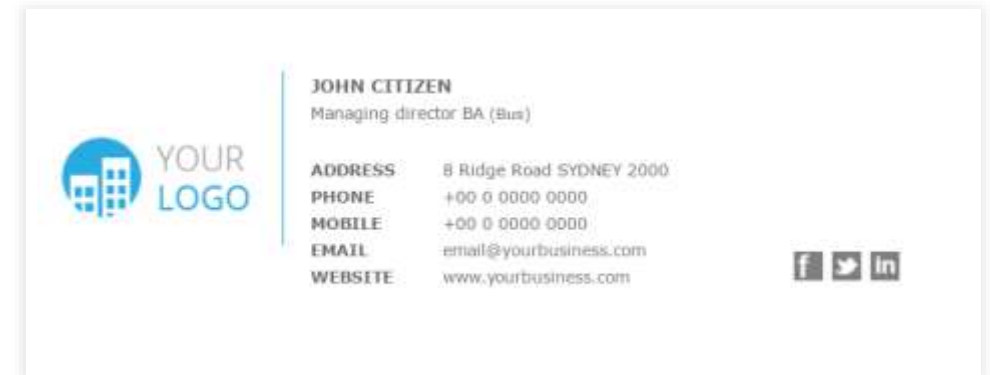 YOUR
LOGO
JOHN CITIZEN
Managing director BA (Bus)
ADDRESS 8 Ridge Road SYDNEY 2000
PHONE +00 0 0000 0000
MOBILE +00 0 0000 0000
EMAIL email@yourbusiness.com
WEBSITE www.yourbusiness.com
f in